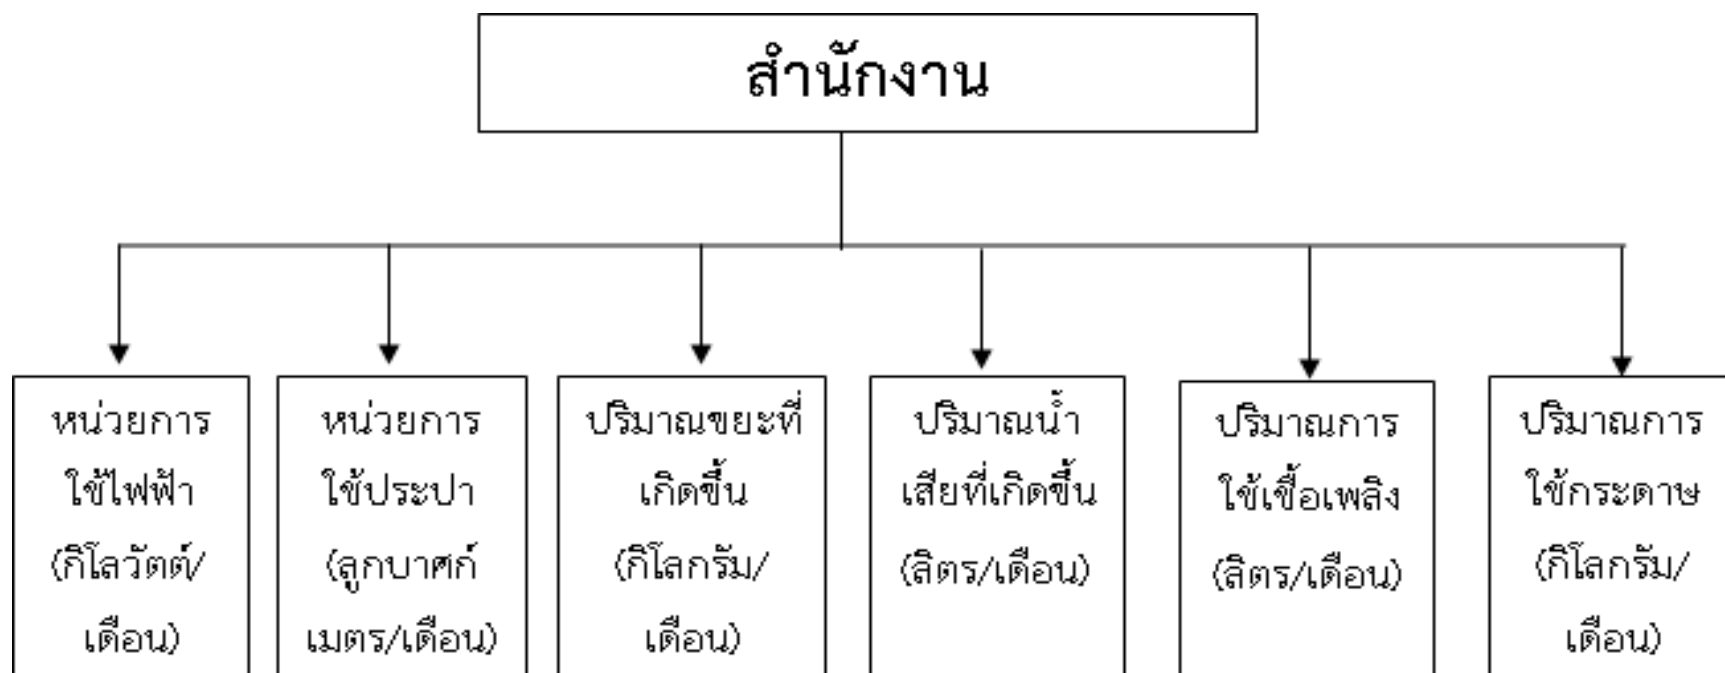 สำนักงาน
หน่วยการ
ใช้ไฟฟ้า
(กิโลวัตต์/
เดือน)
หน่วยการ
ใช้ประปา
(ลูกบาศก์
เมตร/เดือน)
ปริมาณขยะที่
เกิดขึ้น
(กิโลกรัม/
เดือน)
ปริมาณน้ำ
เสียที่เกิดขึ้น
(ลิตร/เดือน)
ปริมาณการ
ใช้เชื้อเพลิง
(ลิตร/เดือน)
ปริมาณการ
ใช้กระดาษ
(กิโลกรัม/
เดือน)